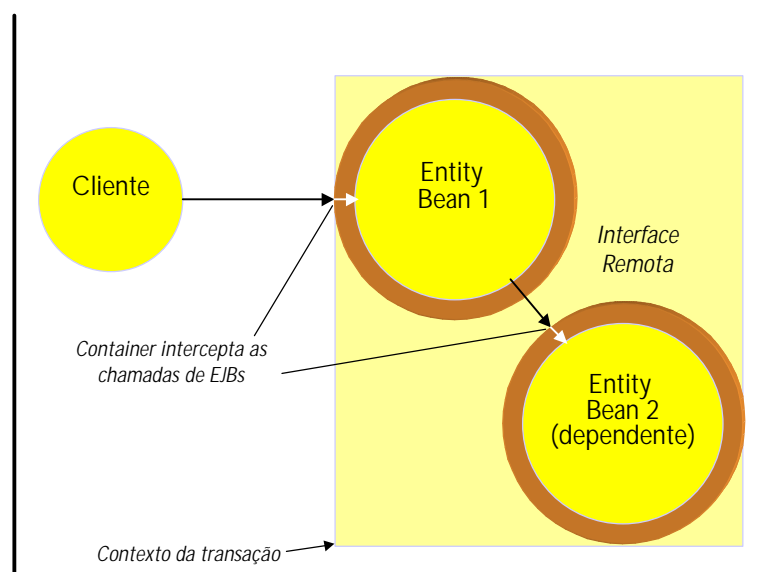 Cliente
Entity
Bean 1
Interface
Remota
Container intercepta as
chamadas de EJBs
Entity
Bean 2
(dependente)
Contexto da transação